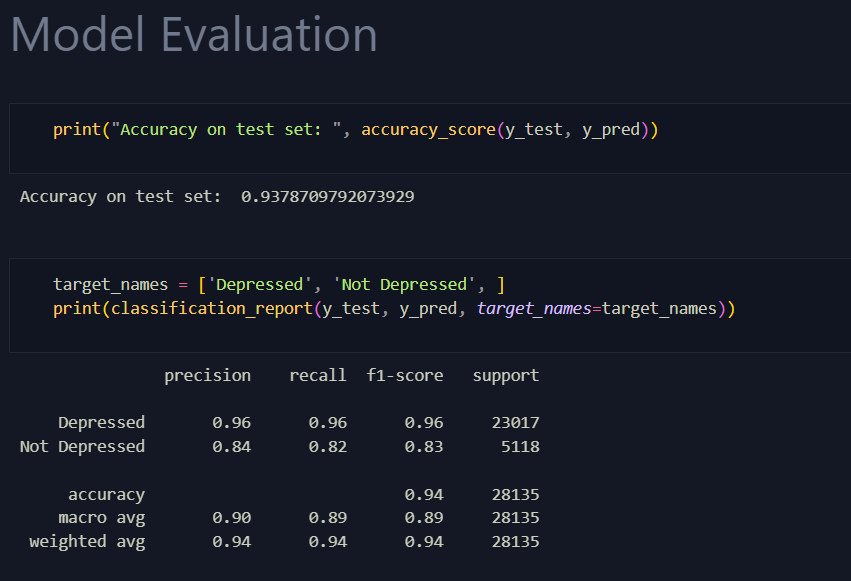 Model Evaluation
print("Accuracy on test set: ", accuracy_score(y_test, y_pred))
Accuracy on test set:  0.9378709792073929
target_names = ['Depressed', 'Not Depressed', ]
print(classification_report(y_test, y_pred, target_names=target_names))
precision    recall  f1-score   support
Depressed       0.96      0.96      0.96     23017
Not Depressed       0.84      0.82      0.83      5118
accuracy                           0.94     28135
macro avg       0.90      0.89      0.89     28135
weighted avg       0.94      0.94      0.94     28135